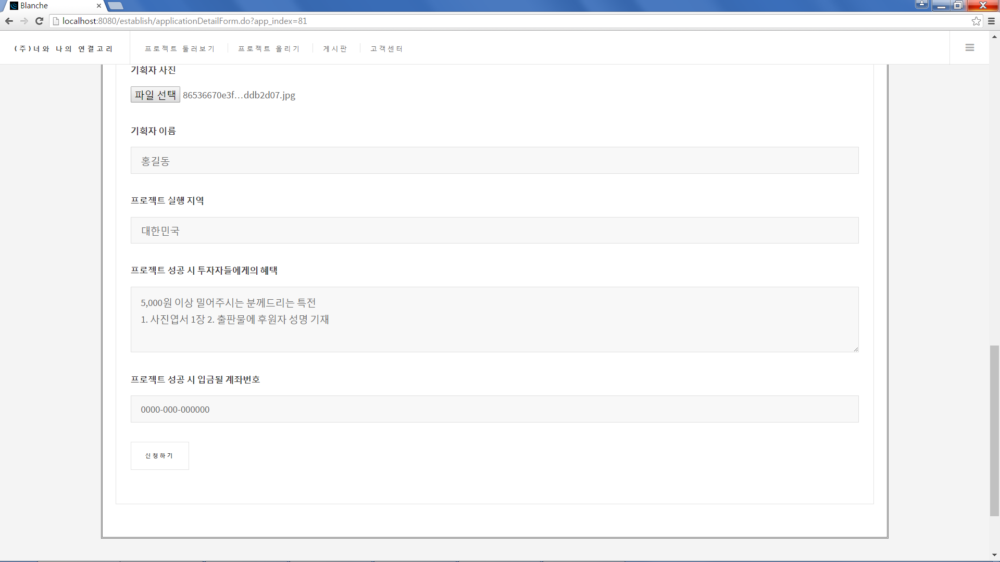 Blanche
localhost:8080/establish/applicationDetailForm.do?app_index=81
(주)너와 나의 연결고리
프로젝트 둘러보기
프로젝트 올리기
게시판
고객센터
기획자 사진
파일 선택 86536670e3f…ddb2d07.jpg
기획자 이름
홍길동
프로젝트 실행 지역
대한민국
프로젝트 성공 시 투자자들에게의 혜택
5,000원 이상 밀어주시는 분께드리는 특전
1. 사진엽서 1장 2. 출판물에 후원자 성명 기재
프로젝트 성공 시 입금될 계좌번호
0000-000-000000
신청하기